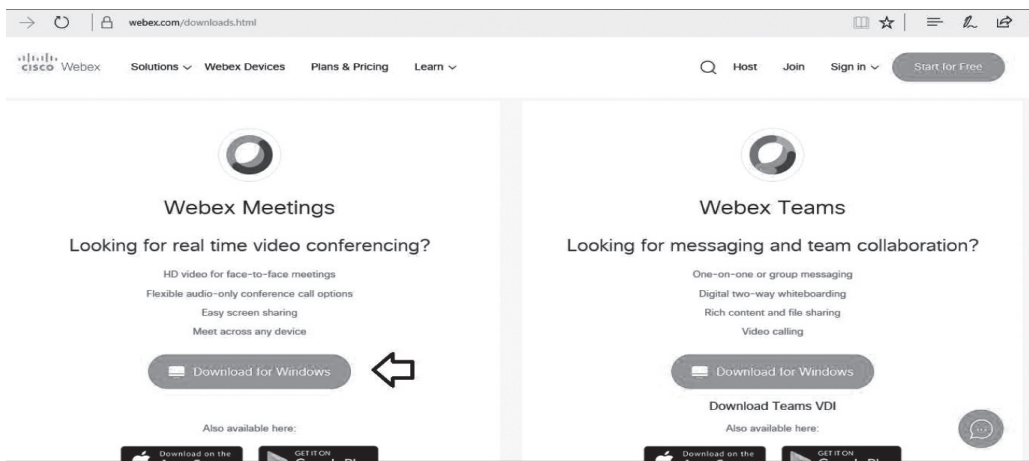 webex.com/downloads.html
CISCO Webex Solutions Webex Devices Plans & Pricing Learn Host Join Sign in Start for Free
Webex Meetings
Looking for real time video conferencing?
HD video for face-to-face meetings
Flexible audio-only conference call options
Easy screen sharing
Meet across any device
Download for Windows
Also available here:
Download on the
GET IT ON
Webex Teams
Looking for messaging and team collaboration?
One-on-one or group messaging
Digital two-way whiteboarding
Rich content and file sharing
Video calling
Download for Windows
Download Teams VDI
Also available here:
Download on the
GET IT ON